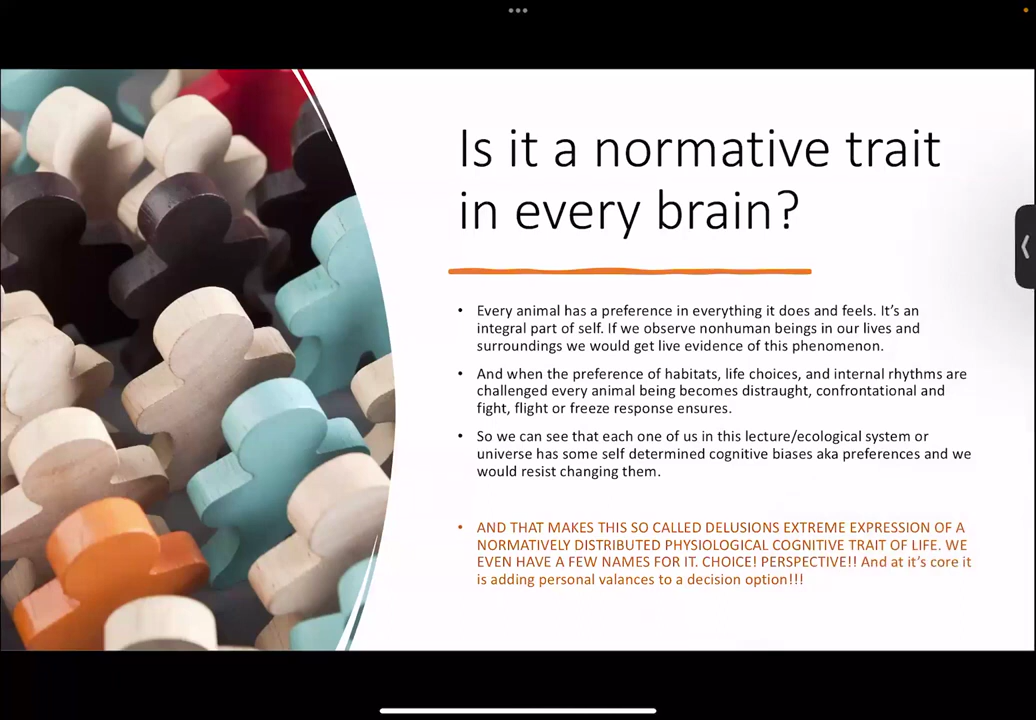 Is it a normative trait
in every brain?
• Every animal has a preference in everything it does and feels. It's an
integral part of self. If we observe nonhuman beings in our lives and
surroundings we would get live evidence of this phenomenon.
• And when the preference of habitats, life choices, and internal rhythms are
challenged every animal being becomes distraught, confrontational and
fight, flight or freeze response ensures.
• So we can see that each one of us in this lecture/ecological system or
universe has some self determined cognitive biases aka preferences and we
would resist changing them.
• AND THAT MAKES THIS SO CALLED DELUSIONS EXTREME EXPRESSION OF A
NORMATIVELY DISTRIBUTED PHYSIOLOGICAL COGNITIVE TRAIT OF LIFE. WE
EVEN HAVE A FEW NAMES FOR IT. CHOICE! PERSPECTIVE!! And at it's core it
is adding personal valances to a decision option!!!